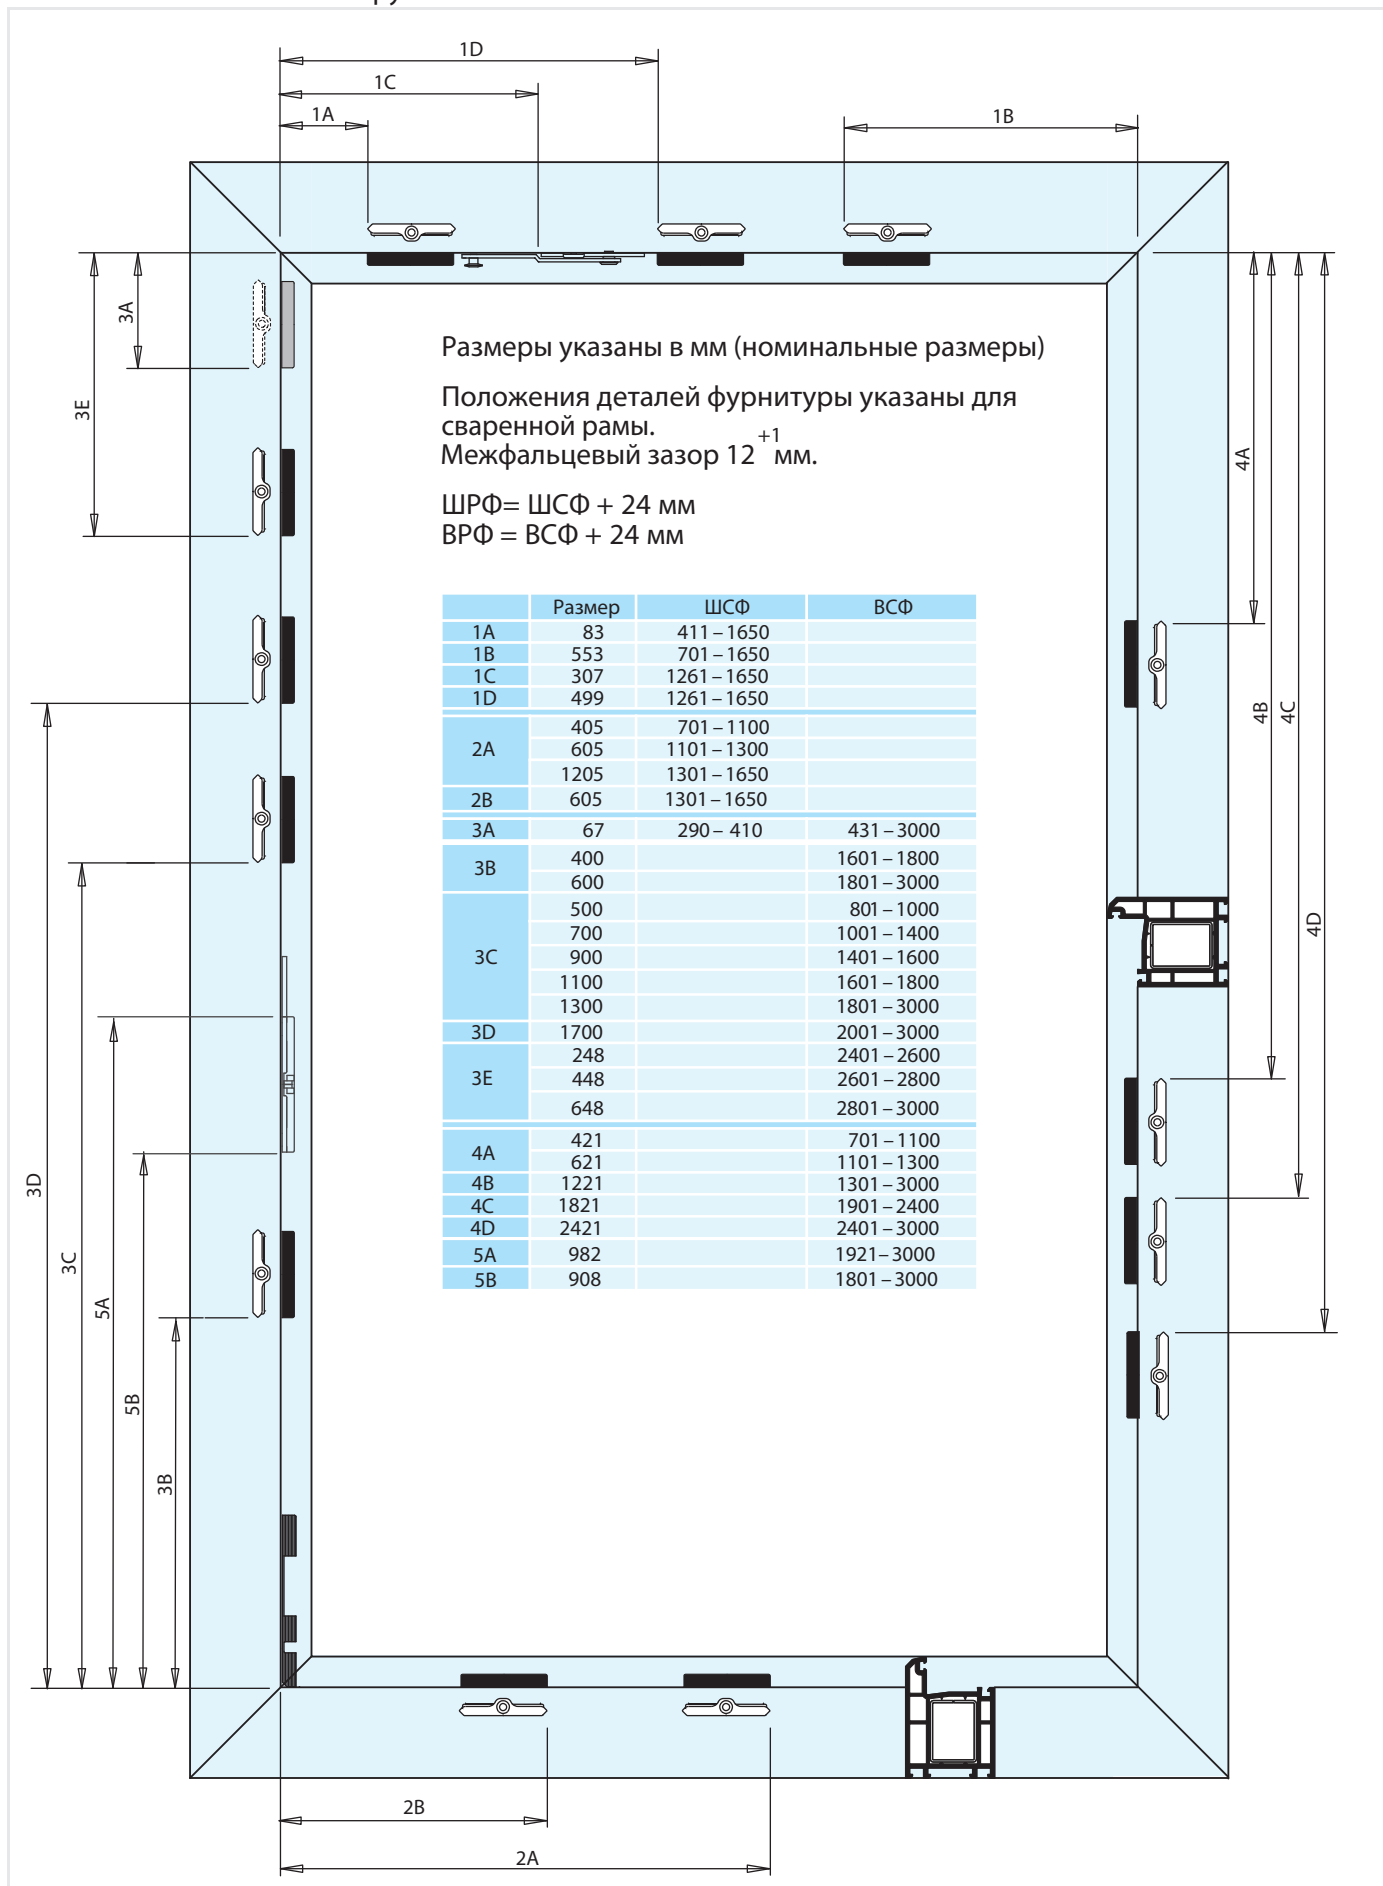 1D
1C
1A
1B
3A
3E
4A
4B
4C
4D
Размеры указаны в мм (номинальные размеры)
Положения деталей фурнитуры указаны для
сваренной рамы.
Межфальцевый зазор 12 +1 мм.
ШРФ= ШСФ + 24 мм
ВРФ = ВСФ + 24 мм
Размер ШСФ ВСФ
1A 83 411 – 1650
1B 553 701 – 1650
1C 307 1261 – 1650
1D 499 1261 – 1650
2A 405 701 – 1100
605 1101 – 1300
1205 1301 – 1650
2B 605 1301 – 1650
3A 67 290 – 410 431 – 3000
3B 400 1601 – 1800
600 1801 – 3000
3C 500 801 – 1000
700 1001 – 1400
900 1401 – 1600
1100 1601 – 1800
1300 1801 – 3000
3D 1700 2001 – 3000
3E 248 2401 – 2600
448 2601 – 2800
648 2801 – 3000
4A 421 701 – 1100
621 1101 – 1300
4B 1221 1301 – 3000
4C 1821 1901 – 2400
4D 2421 2401 – 3000
5A 982 1921– 3000
5B 908 1801 – 3000
3D
3C
5A
5B
3B
2B
2A